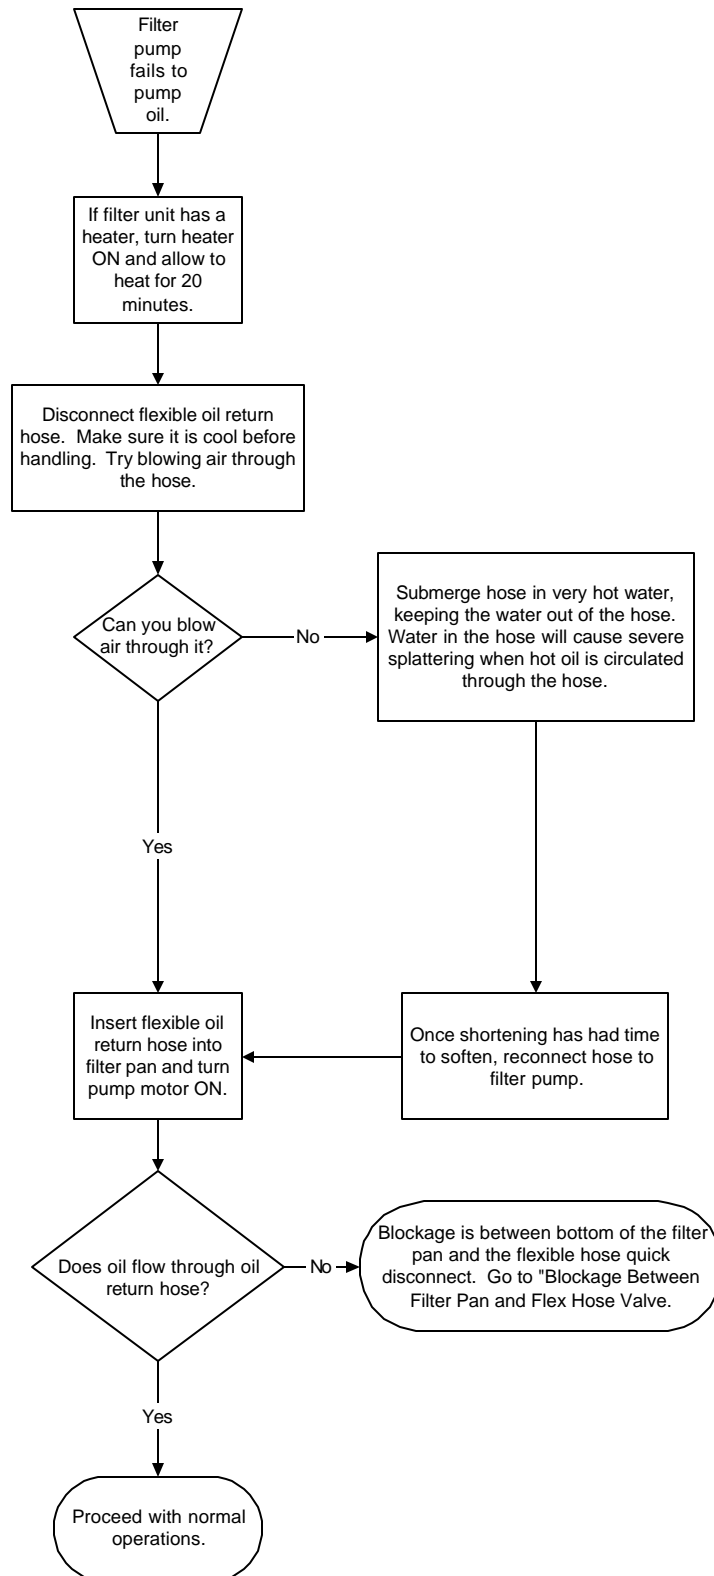 Filter
pump
fails to
pump
oil.
If filter unit has a
heater, turn heater
ON and allow to
heat for 20
minutes.
Disconnect flexible oil return
hose.  Make sure it is cool before
handling.  Try blowing air through
the hose.
Can you blow
air through it?
No
Submerge hose in very hot water,
keeping the water out of the hose.
Water in the hose will cause severe
splattering when hot oil is circulated
through the hose.
Yes
Insert flexible oil
return hose into
filter pan and turn
pump motor ON.
Once shortening has had time
to soften, reconnect hose to
filter pump.
Does oil flow through oil
return hose?
No
Blockage is between bottom of the filter
pan and the flexible hose quick
disconnect.  Go to "Blockage Between
Filter Pan and Flex Hose Valve.
Yes
Proceed with normal
operations.